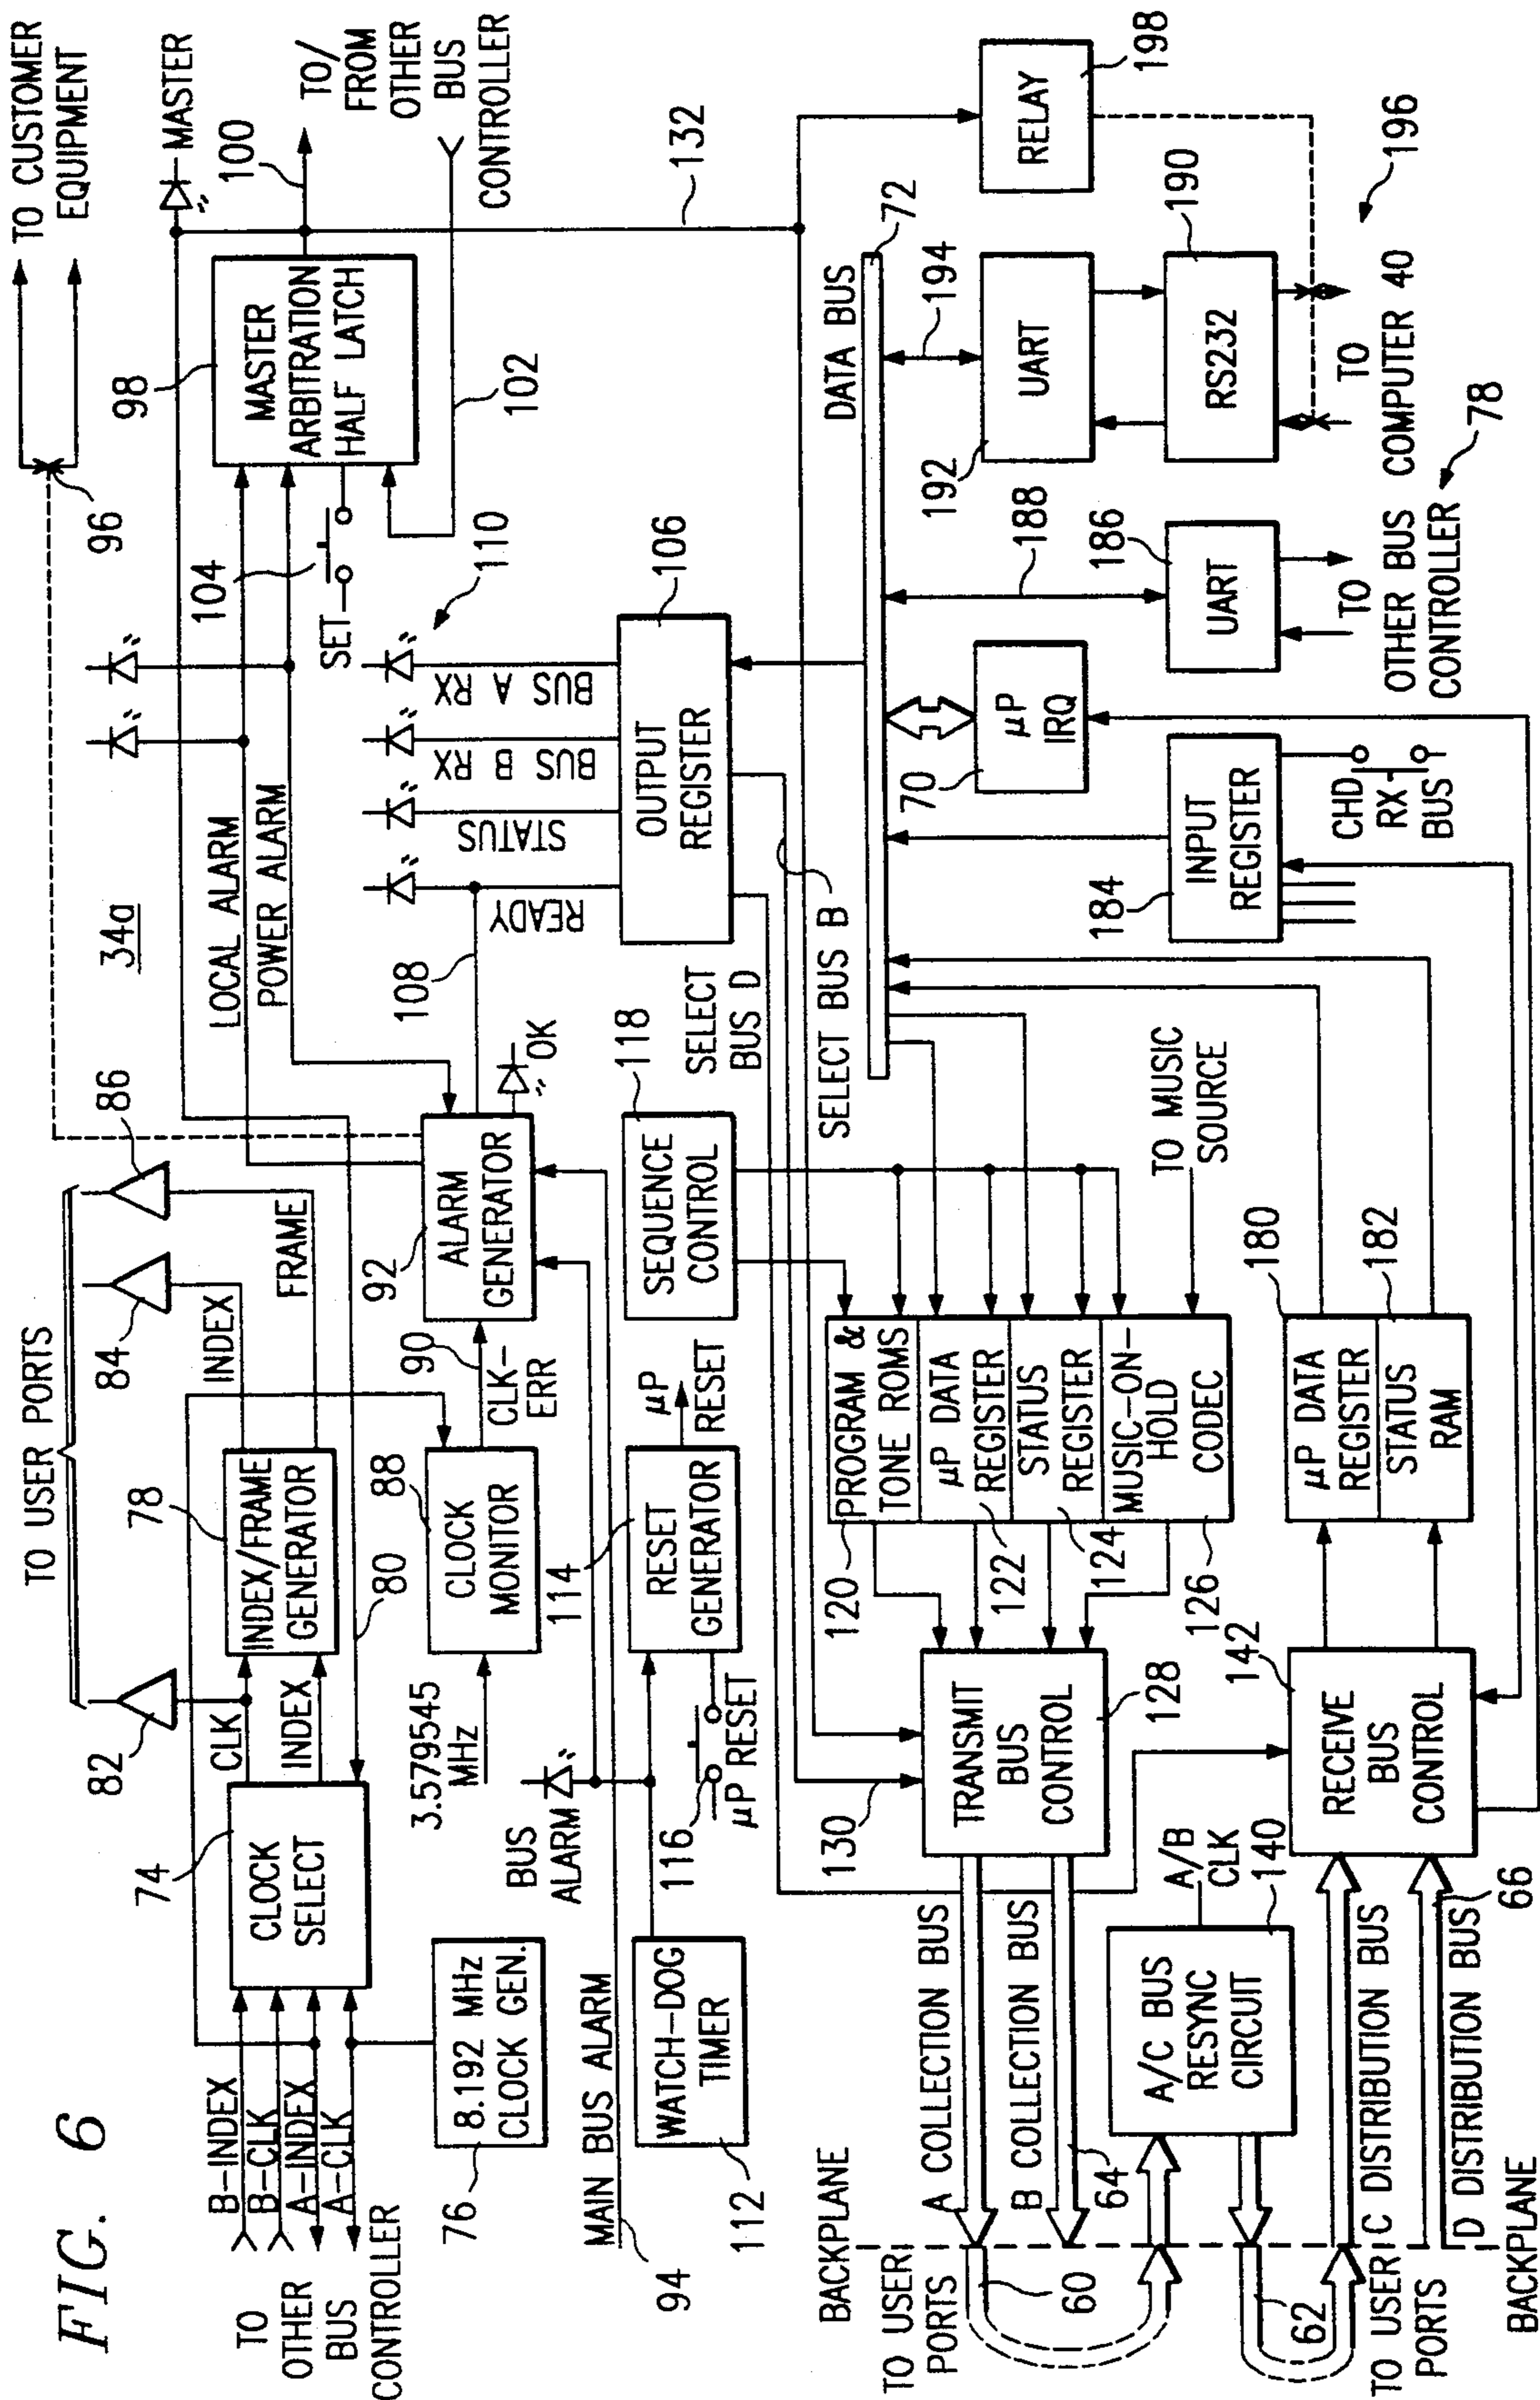 FIG. 6
34a
TO USER PORTS
TO CUSTOMER
EQUIPMENT
96
82
84
86
CLK
INDEX
INDEX
FRAME
78
INDEX/FRAME
GENERATOR
74
CLOCK
SELECT
80
B-INDEX
B-CLK
A-INDEX
A-CLK
TO
OTHER
BUS
CONTROLLER
76
8.192 MHz
CLOCK GEN.
3.579545
MHz
88
CLOCK
MONITOR
90
CLK-
ERR
92
ALARM
GENERATOR
OK
LOCAL ALARM
POWER ALARM
98
MASTER
ARBITRATION
HALF LATCH
MASTER
100
TO/
FROM
OTHER
BUS
CONTROLLER
102
104
SET
132
MAIN BUS ALARM
94
BUS
ALARM
WATCH-DOG
TIMER
112
114
RESET
GENERATOR
116
µP RESET
µP
RESET
108
READY
STATUS
BUS B RX
BUS A RX
110
OUTPUT
REGISTER
106
118
SEQUENCE
CONTROL
SELECT
BUS D
SELECT BUS B
DATA BUS
72
PROGRAM &
TONE ROMS
µP DATA
REGISTER
STATUS
REGISTER
MUSIC-ON-
HOLD
CODEC
120
122
124
126
TO MUSIC
SOURCE
130
TRANSMIT
BUS
CONTROL
128
A COLLECTION BUS
B COLLECTION BUS
64
BACKPLANE
TO USER
PORTS
60
A/C BUS
RESYNC
CIRCUIT
A/B
CLK
140
142
RECEIVE
BUS
CONTROL
180
µP DATA
REGISTER
STATUS
RAM
182
C DISTRIBUTION BUS
D DISTRIBUTION BUS
66
62
TO USER
PORTS
BACKPLANE
70
µP
IRQ
184
INPUT
REGISTER
CHD
RX
BUS
188
UART
186
TO
OTHER BUS
CONTROLLER
78
194
192
UART
RS232
190
TO
COMPUTER 40
196
RELAY
198